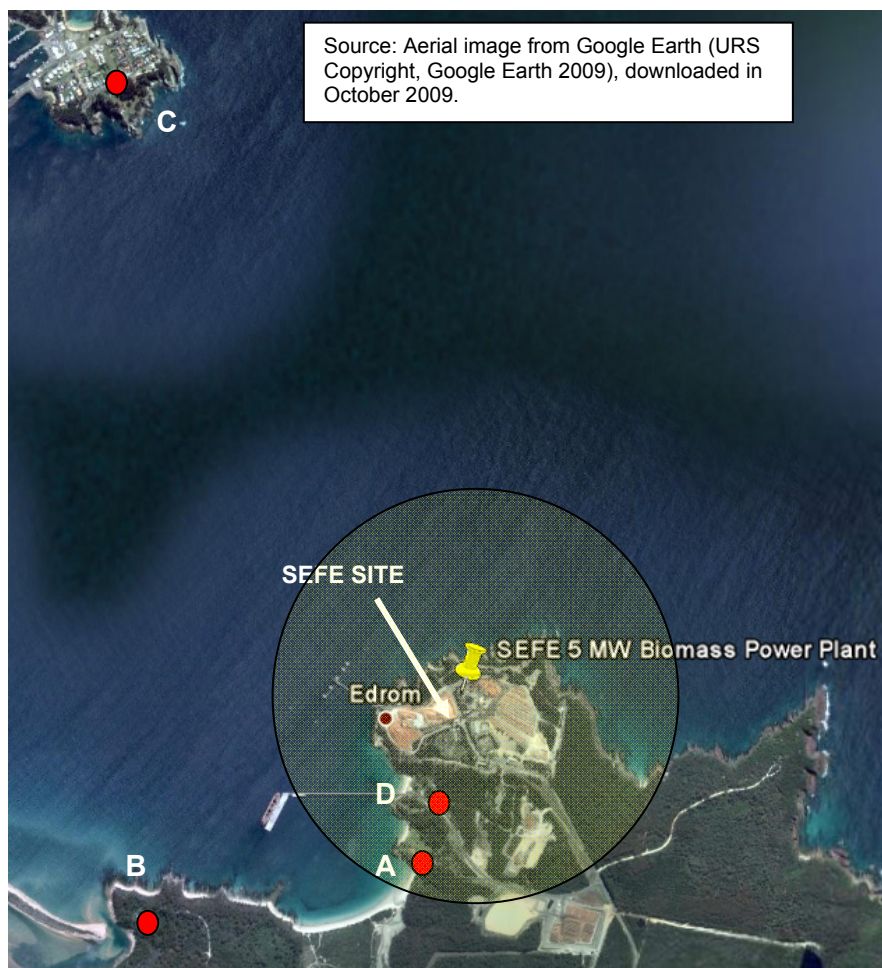 Source: Aerial image from Google Earth (URS
Copyright, Google Earth 2009), downloaded in
October 2009.
C
SEFE SITE
SEFE 5 MW Biomass Power Plant
Edrom
D
A
B